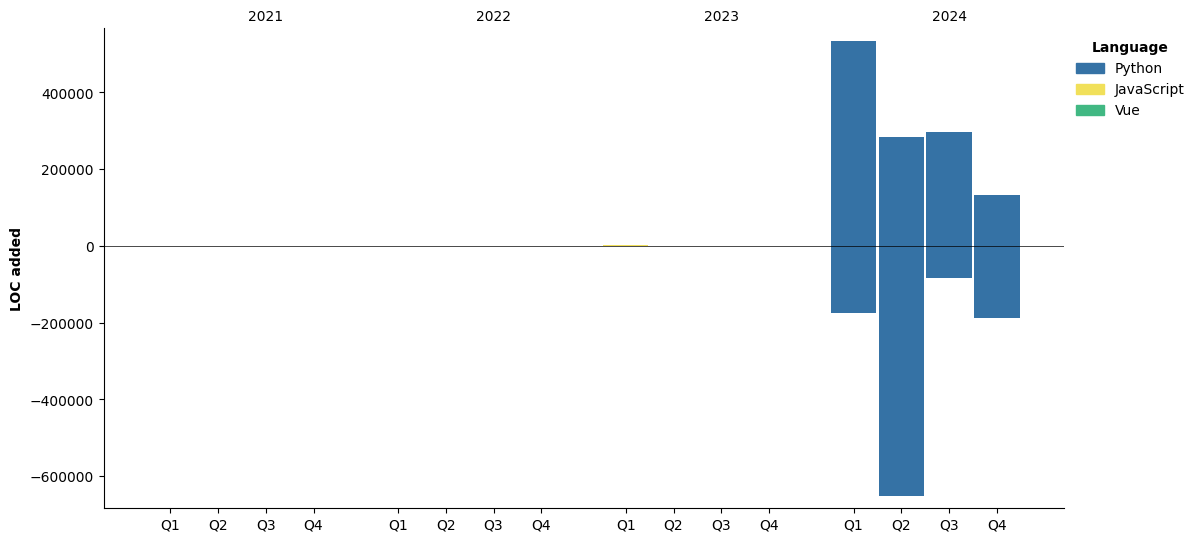 2021 2022 2023 2024
Language
Python
JavaScript
Vue
400000
200000
0
−200000
−400000
−600000
LOC added
Q1 Q2 Q3 Q4 Q1 Q2 Q3 Q4 Q1 Q2 Q3 Q4 Q1 Q2 Q3 Q4